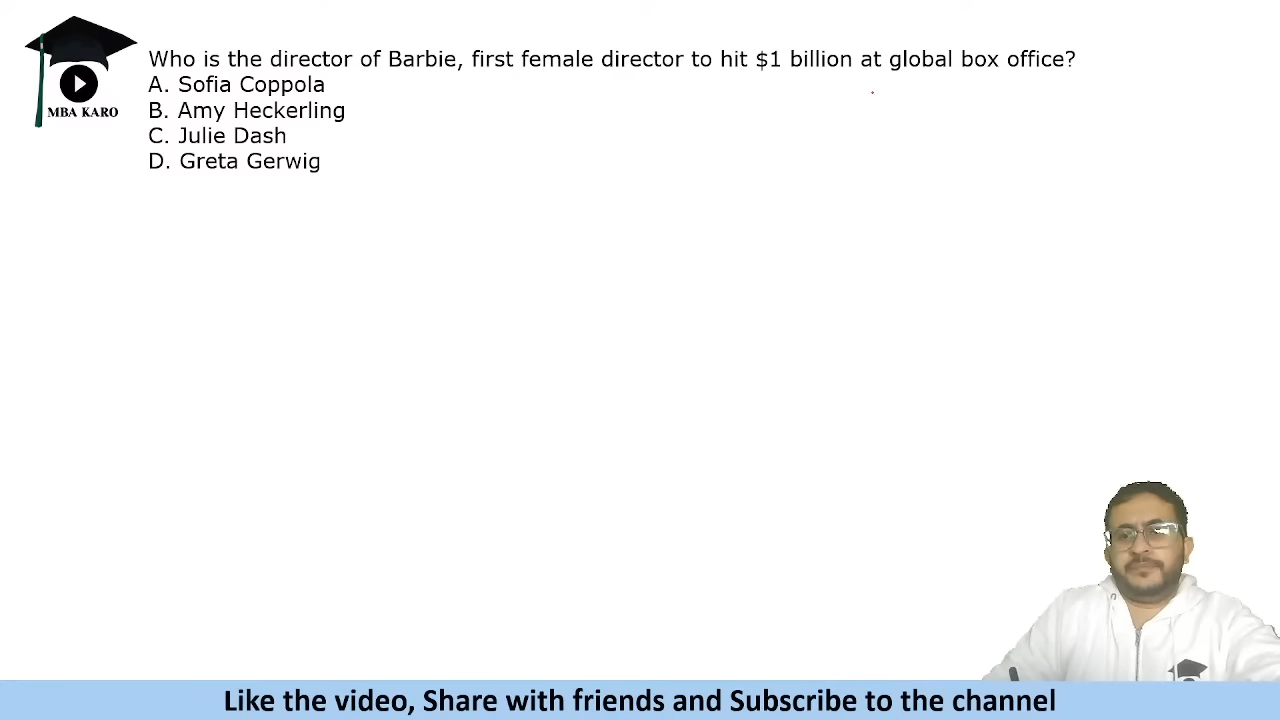 Who is the director of Barbie, first female director to hit $1 billion at global box office?
A. Sofia Coppola
B. Amy Heckerling
MBA KARO
C. Julie Dash
D. Greta Gerwig
Like the video, Share with friends and Subscribe to the channel